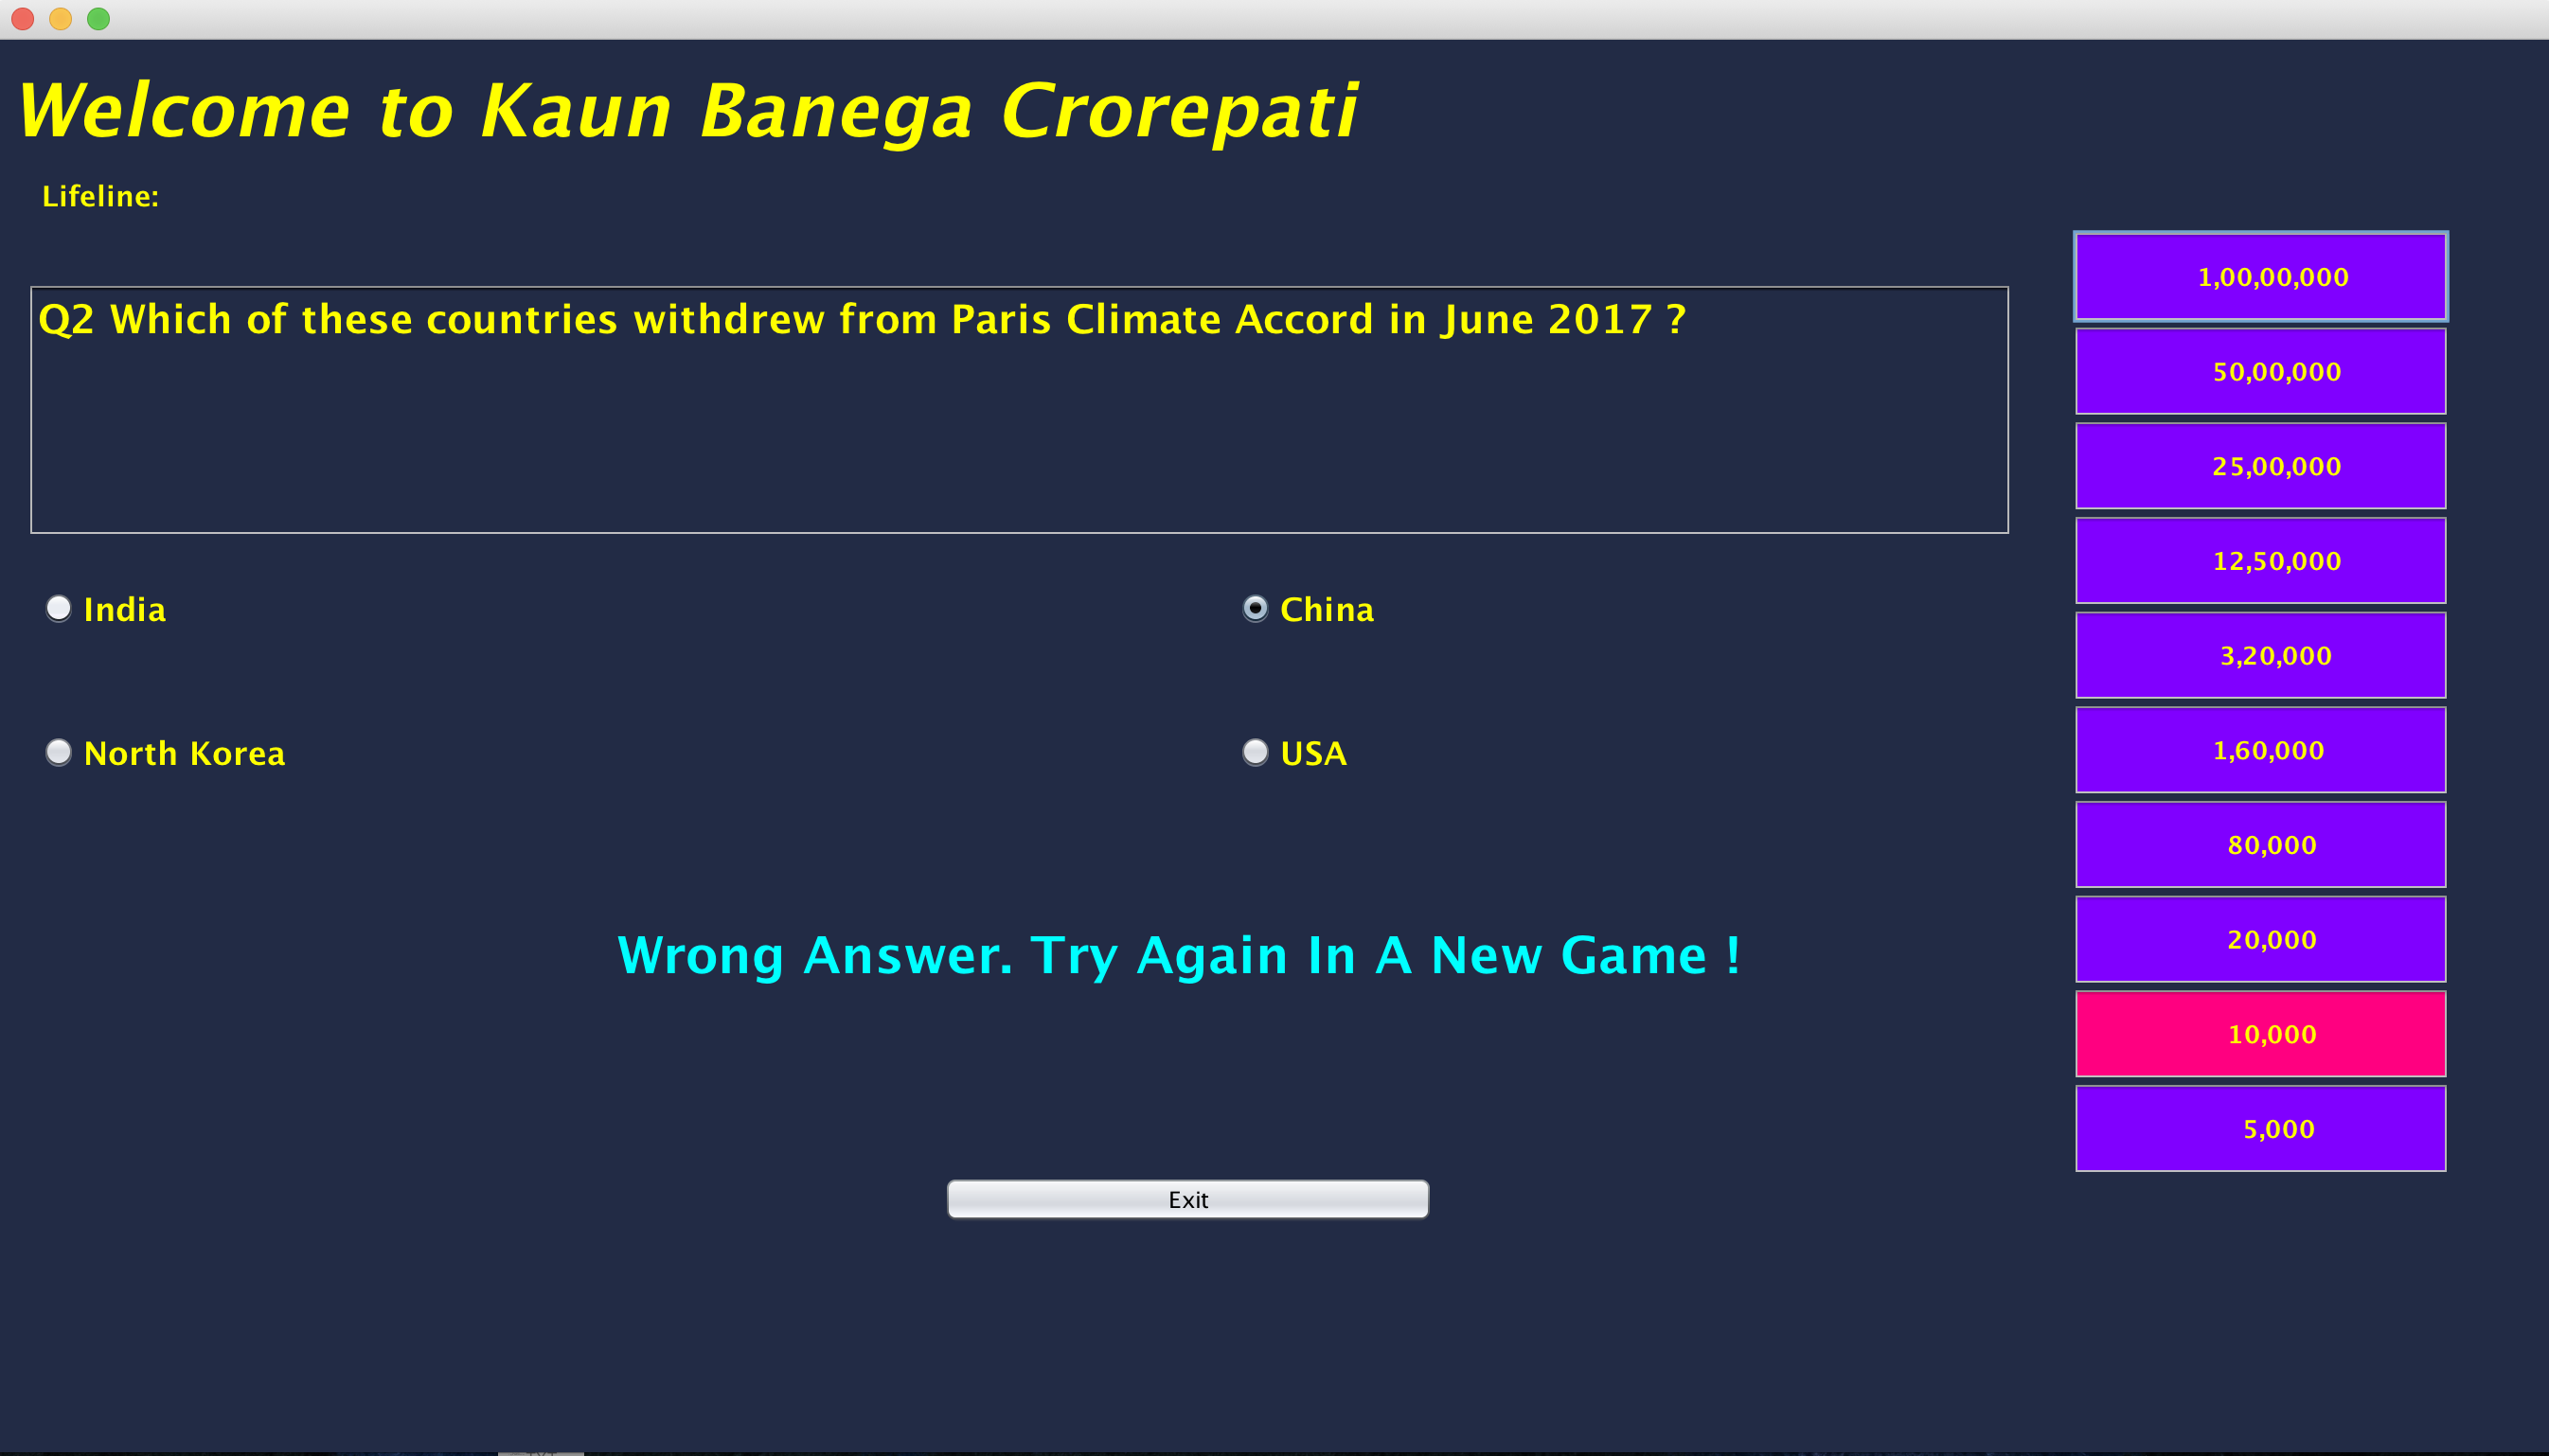 Welcome to Kaun Banega Crorepati
Lifeline:
Q2 Which of these countries withdrew from Paris Climate Accord in June 2017 ?
India
China
North Korea
USA
Wrong Answer. Try Again In A New Game !
Exit
1,00,00,000
50,00,000
25,00,000
12,50,000
3,20,000
1,60,000
80,000
20,000
10,000
5,000